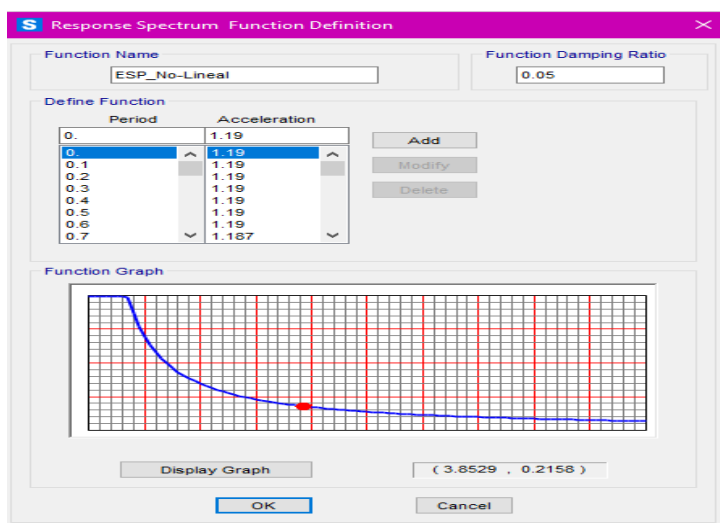 S Response Spectrum Function Definition
Function Name
Function Damping Ratio
ESP_No-Lineal
0.05
Define Function
Period Acceleration
0. 1.19
Add
0. 1.19
0.1 1.19
Modify
0.2 1.19
0.3 1.19
Delete
0.4 1.19
0.5 1.19
0.6 1.19
0.7 1.187
Function Graph
Display Graph
( 3.8529 , 0.2158 )
OK
Cancel